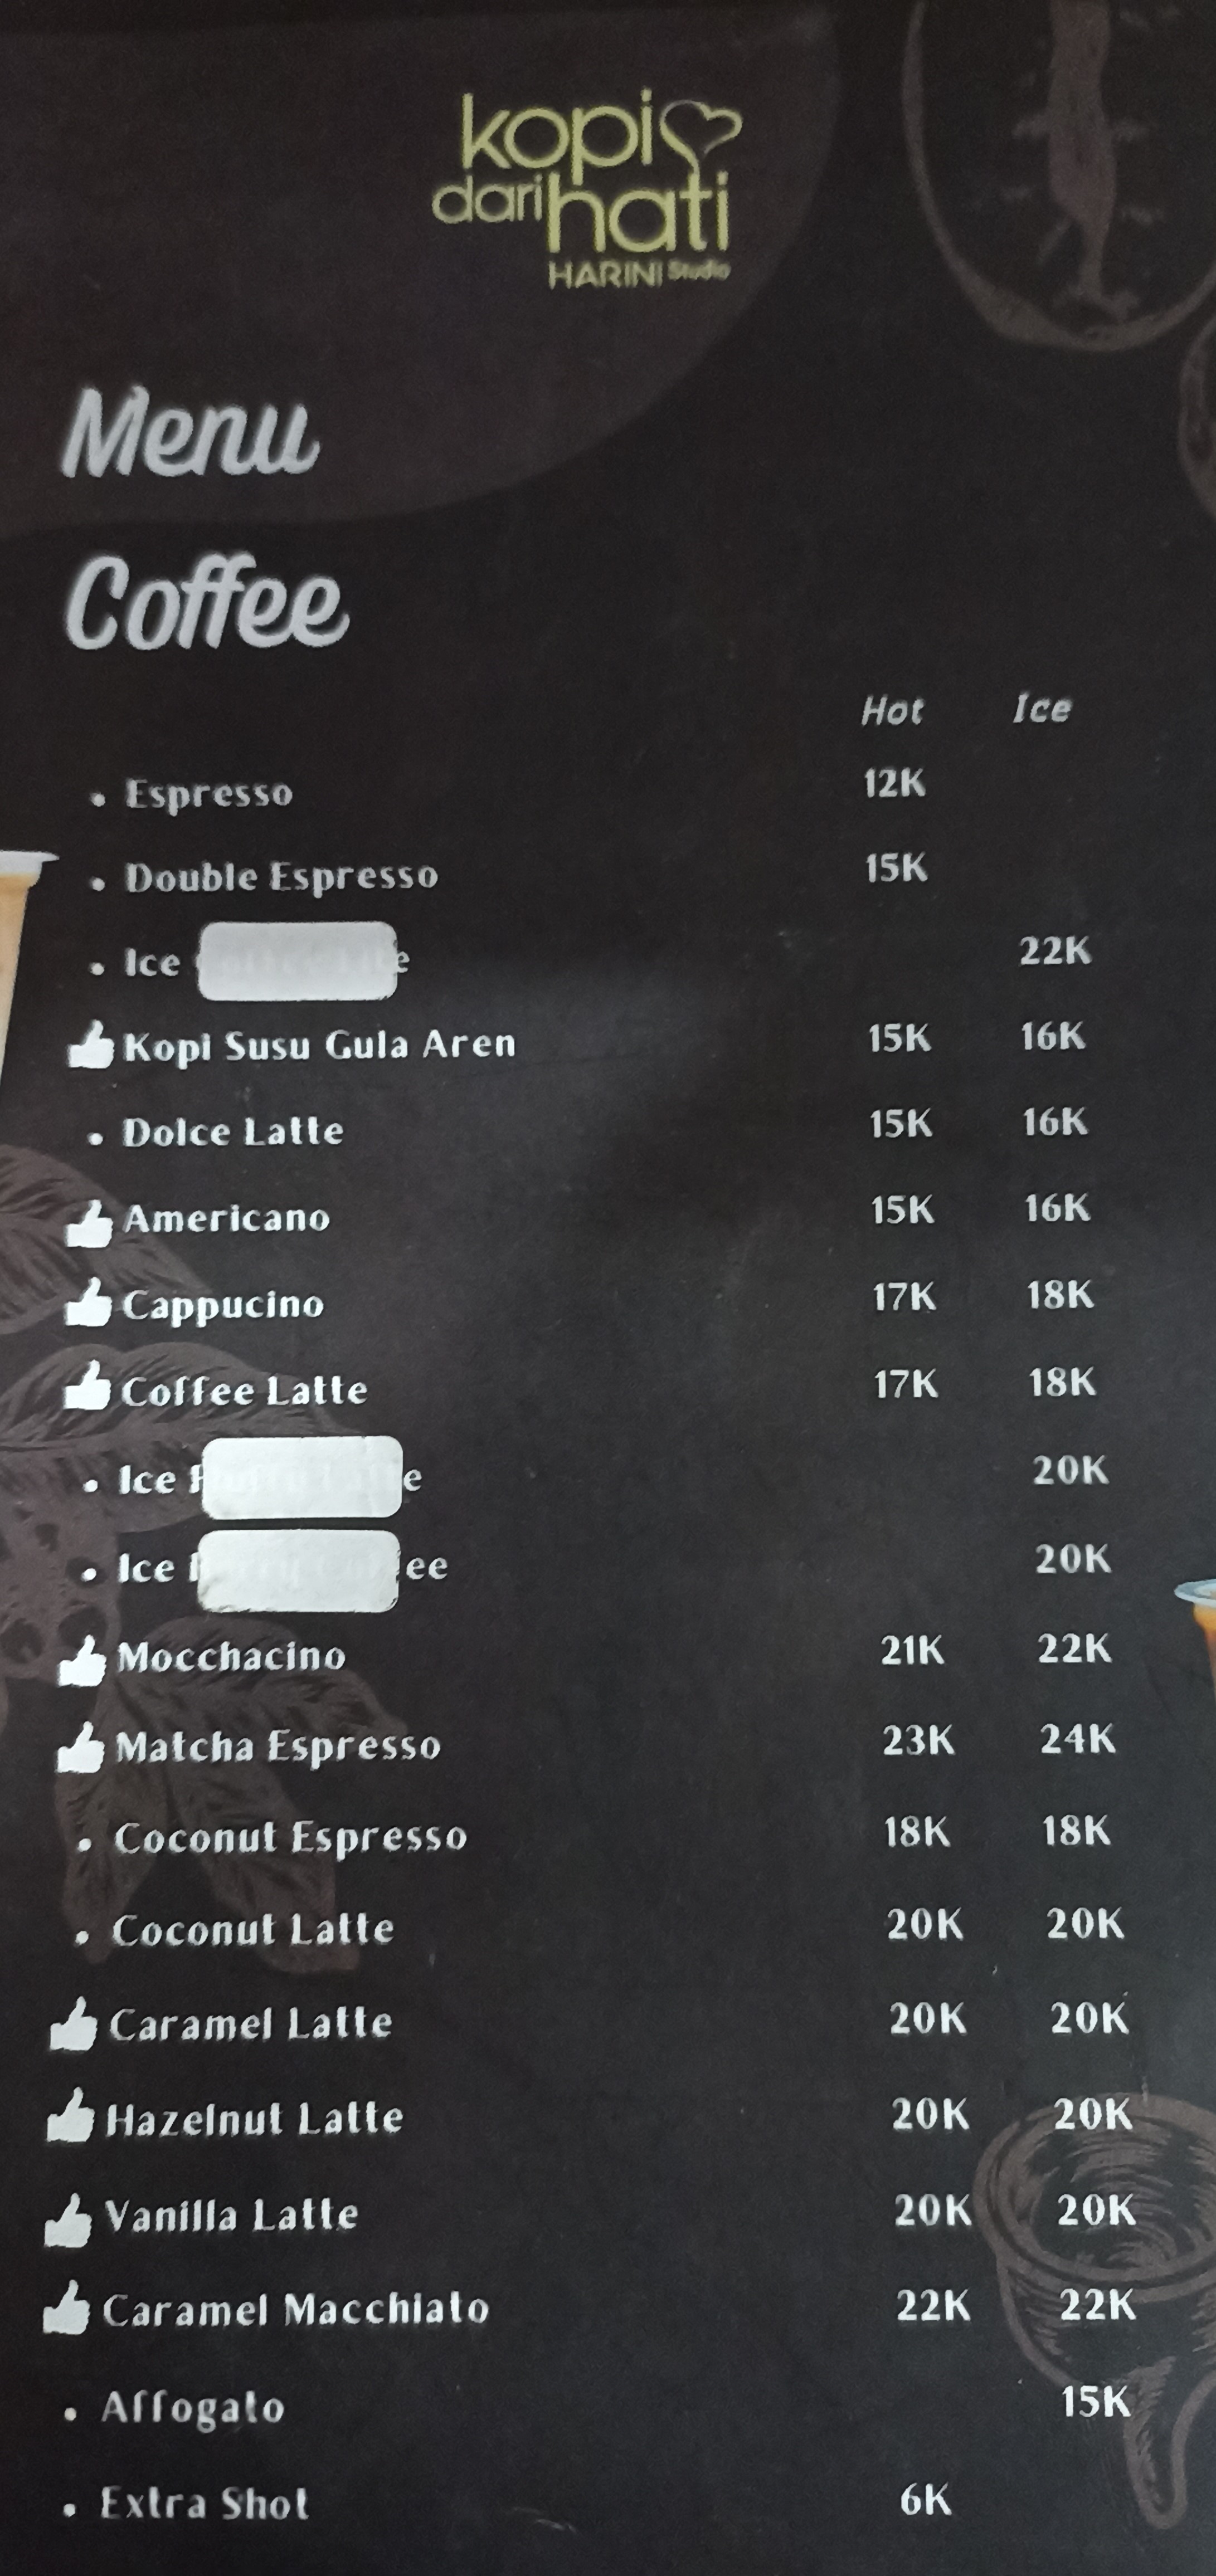 kopi
dari hati
HARINI Studio
Menu
Coffee
Hot Ice
• Espresso 12K
• Double Espresso 15K
• Ice 22K
Kopi Susu Gula Aren 15K 16K
• Dolce Latte 15K 16K
Americano 15K 16K
Cappucino 17K 18K
Coffee Latte 17K 18K
• Ice 20K
• Ice 20K
Mocchacino 21K 22K
Matcha Espresso 23K 24K
• Coconut Espresso 18K 18K
• Coconut Latte 20K 20K
Caramel Latte 20K 20K
Hazelnut Latte 20K 20K
Vanilla Latte 20K 20K
Caramel Macchiato 22K 22K
• Affogato 15K
• Extra Shot 6K